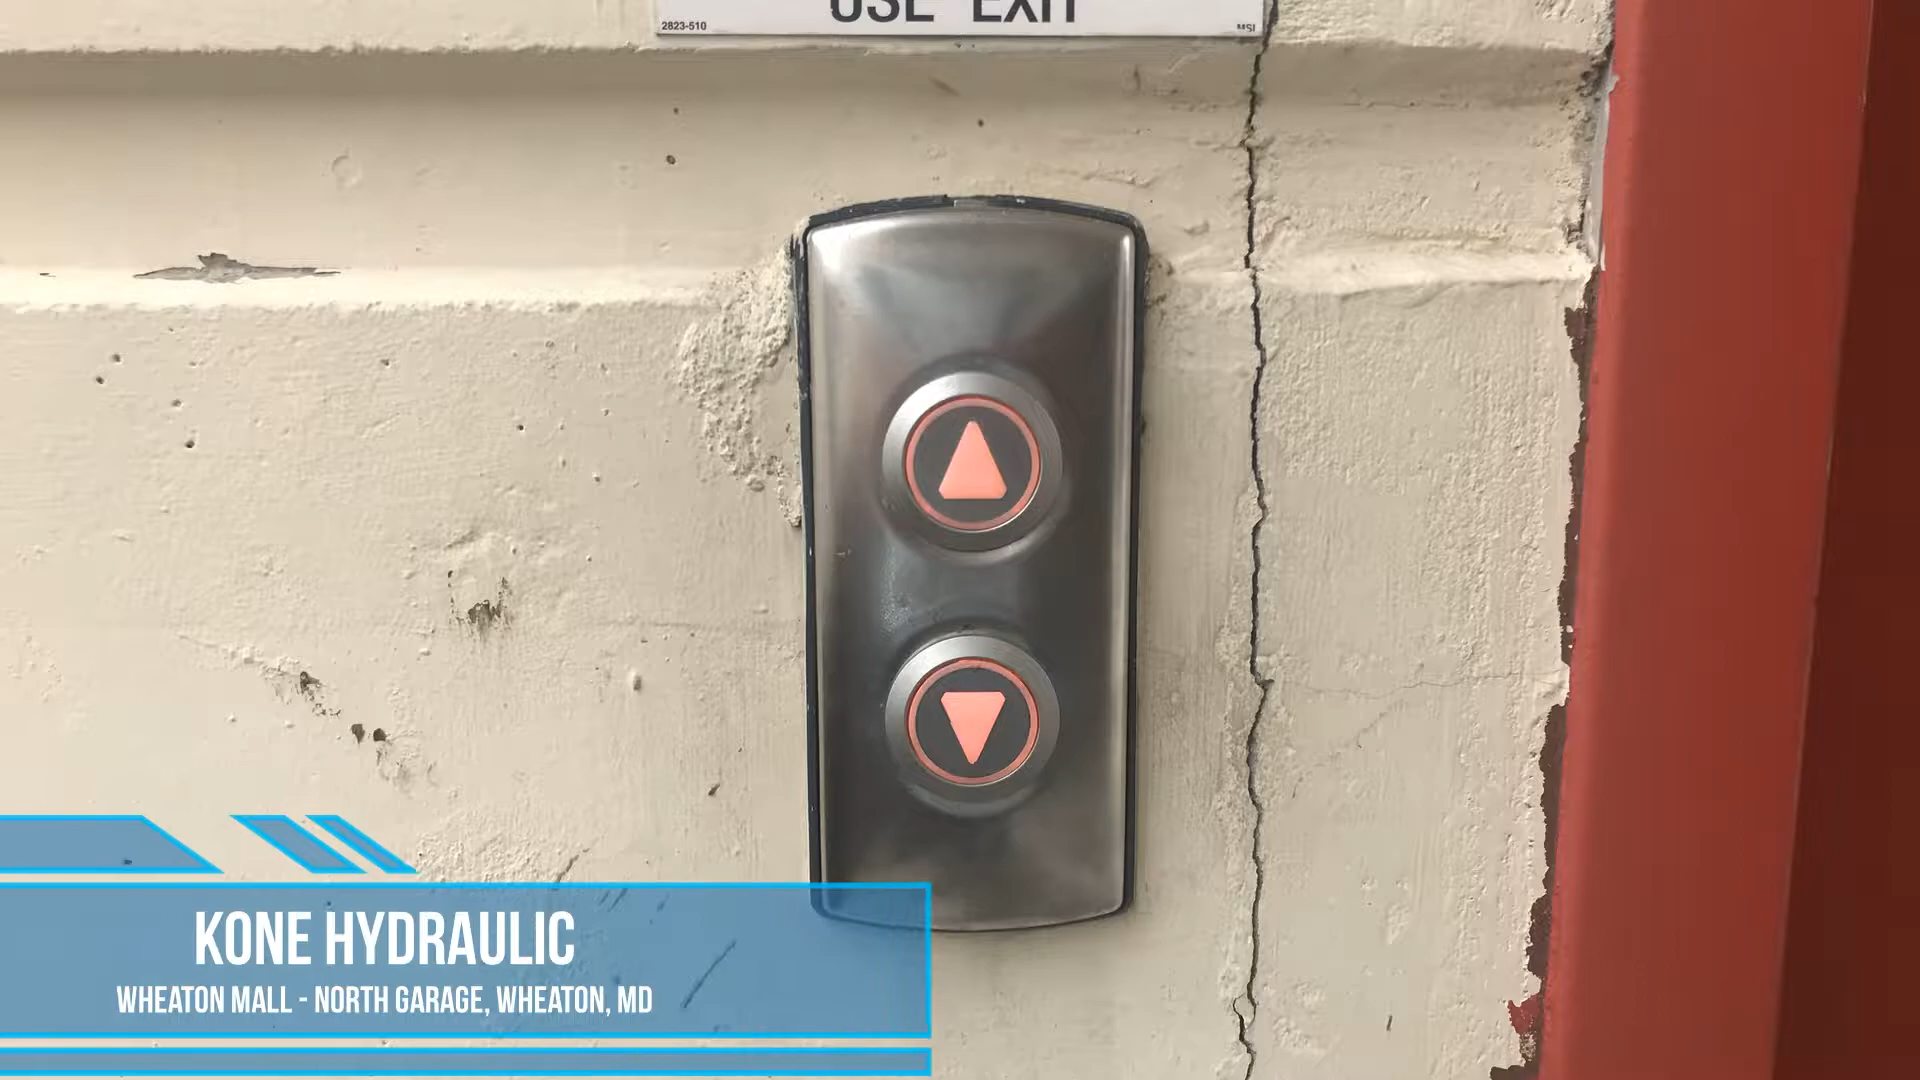 USE EXIT
2823-510
MSI
KONE HYDRAULIC
WHEATON MALL - NORTH GARAGE, WHEATON, MD